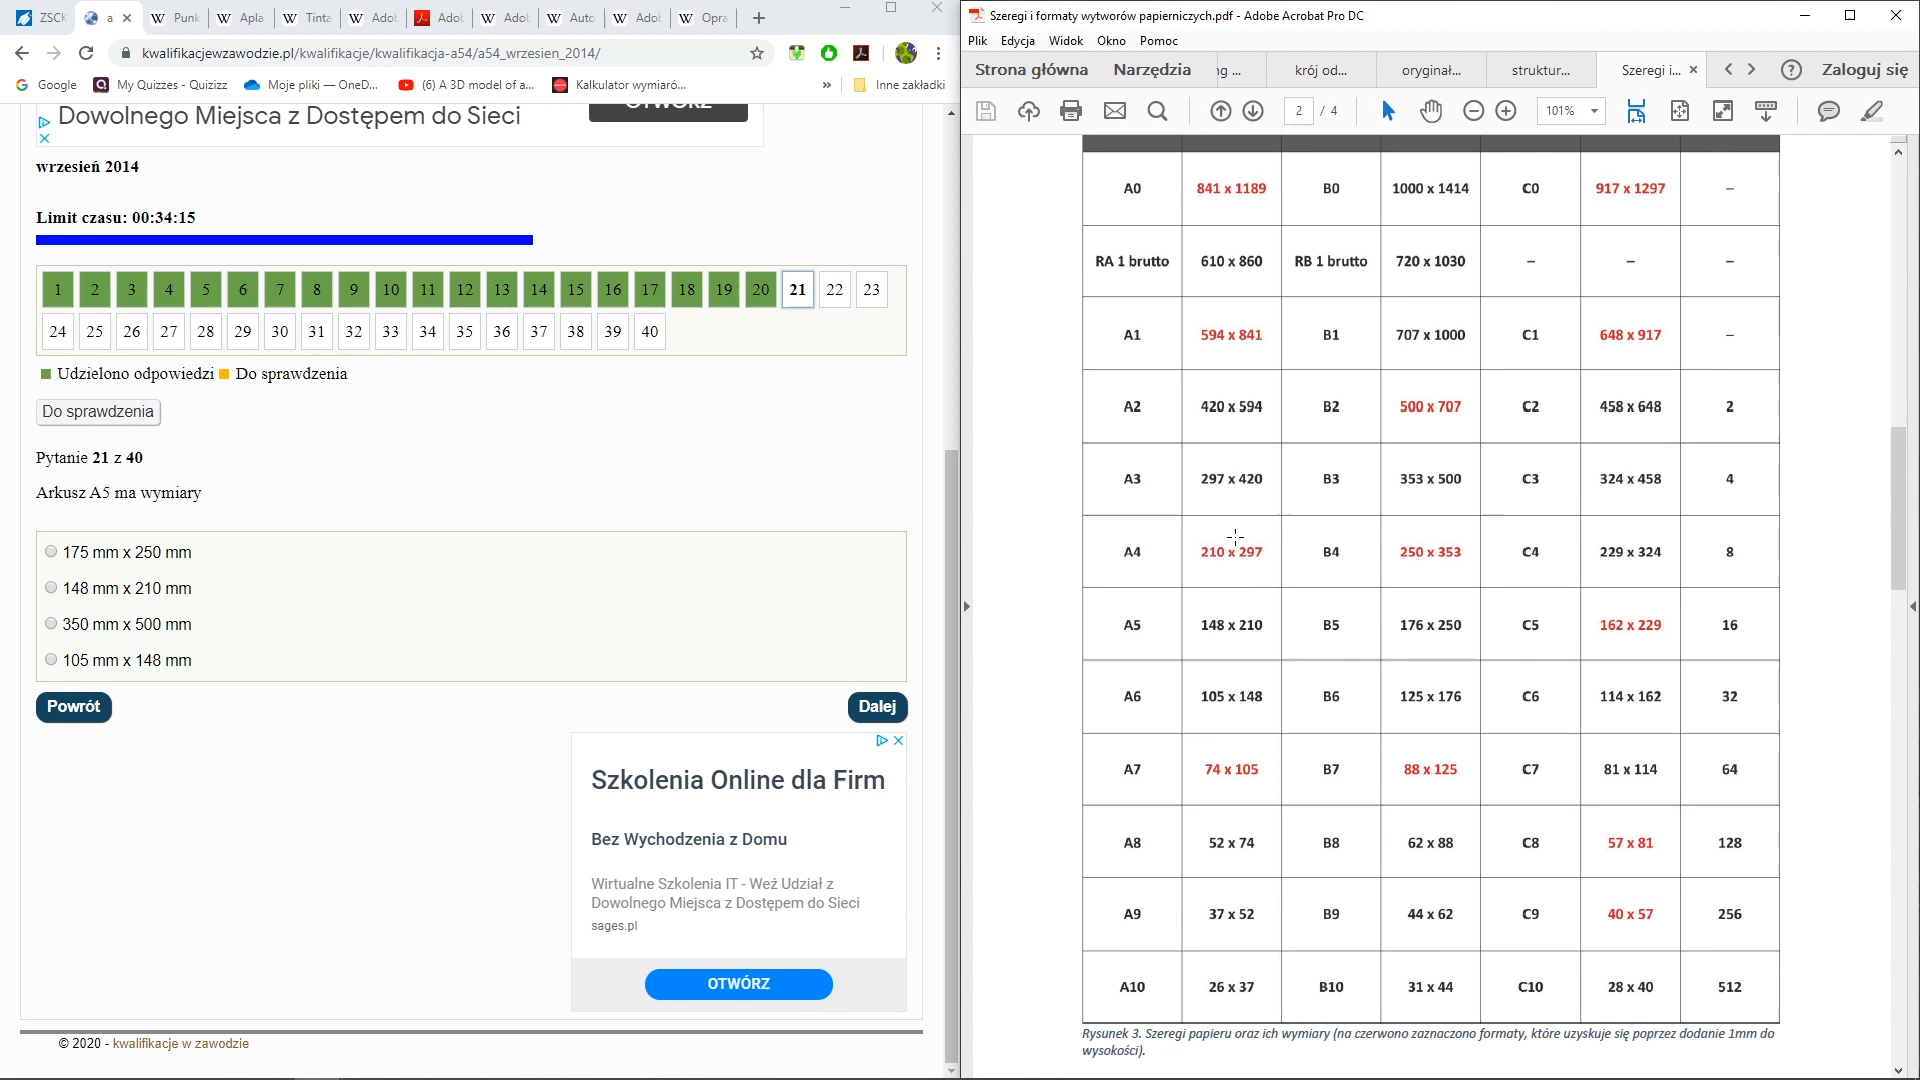 ZSCK
a
Punk
Apla
Tinta
Adol
Adol
Adol
Auto
Adol
Opra
kwalifikacjewzawodzie.pl/kwalifikacje/kwalifikacja-a54/a54_wrzesien_2014/
Google
My Quizzes - Quizizz
Moje pliki — OneD...
(6) A 3D model of a...
Kalkulator wymiaró...
»
Inne zakładki
Dowolnego Miejsca z Dostępem do Sieci
OTWÓRZ
wrzesień 2014
Limit czasu: 00:34:15
1 2 3 4 5 6 7 8 9 10 11 12 13 14 15 16 17 18 19 20 21 22 23
24 25 26 27 28 29 30 31 32 33 34 35 36 37 38 39 40
Udzielono odpowiedzi Do sprawdzenia
Do sprawdzenia
Pytanie 21 z 40
Arkusz A5 ma wymiary
175 mm x 250 mm
148 mm x 210 mm
350 mm x 500 mm
105 mm x 148 mm
Powrót
Dalej
Szkolenia Online dla Firm
Bez Wychodzenia z Domu
Wirtualne Szkolenia IT - Weź Udział z
Dowolnego Miejsca z Dostępem do Sieci
sages.pl
OTWÓRZ
© 2020 - kwalifikacje w zawodzie
Szeregi i formaty wytworów papierniczych.pdf - Adobe Acrobat Pro DC
Plik Edycja Widok Okno Pomoc
Strona główna Narzędzia
ng ...
krój od...
oryginał...
struktur...
Szeregi i...
Zaloguj się
2 / 4
101%
A0 841 x 1189 B0 1000 x 1414 C0 917 x 1297 –
RA 1 brutto 610 x 860 RB 1 brutto 720 x 1030 – – –
A1 594 x 841 B1 707 x 1000 C1 648 x 917 –
A2 420 x 594 B2 500 x 707 C2 458 x 648 2
A3 297 x 420 B3 353 x 500 C3 324 x 458 4
A4 210 x 297 B4 250 x 353 C4 229 x 324 8
A5 148 x 210 B5 176 x 250 C5 162 x 229 16
A6 105 x 148 B6 125 x 176 C6 114 x 162 32
A7 74 x 105 B7 88 x 125 C7 81 x 114 64
A8 52 x 74 B8 62 x 88 C8 57 x 81 128
A9 37 x 52 B9 44 x 62 C9 40 x 57 256
A10 26 x 37 B10 31 x 44 C10 28 x 40 512
Rysunek 3. Szeregi papieru oraz ich wymiary (na czerwono zaznaczono formaty, które uzyskuje się poprzez dodanie 1mm do
wysokości).